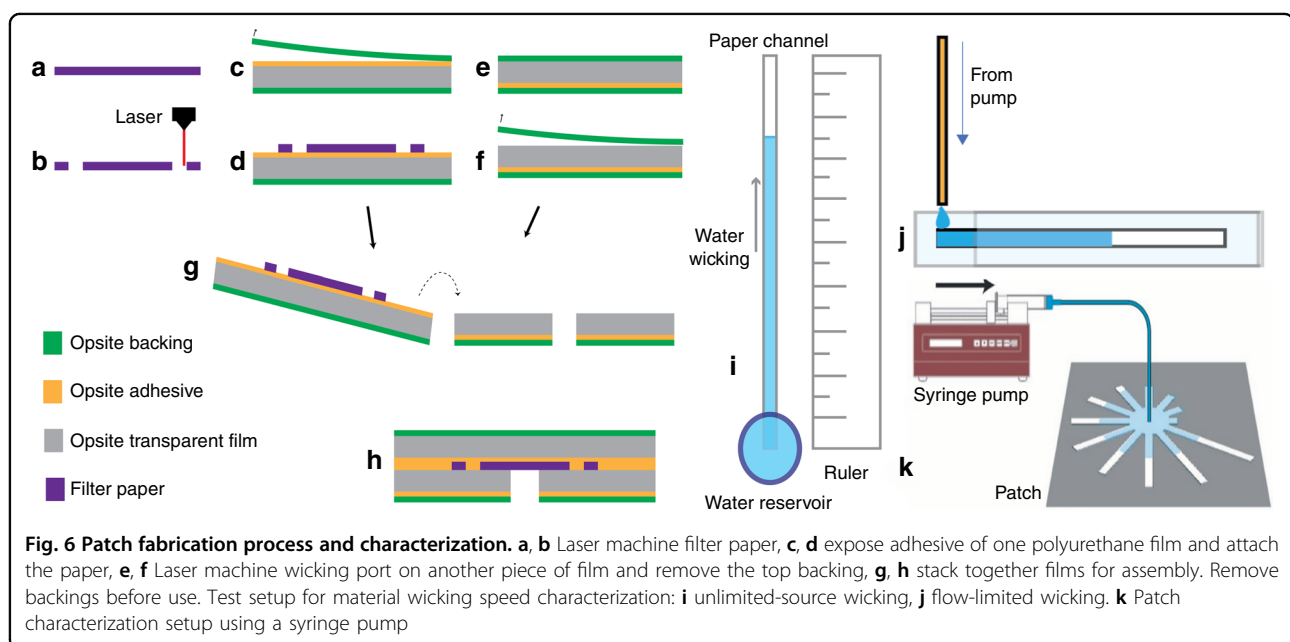 a
Laser
b
c
d
e
f
g
Opsite backing
Opsite adhesive
Opsite transparent film
Filter paper
h
Paper channel
Water
wicking
i
Water reservoir
Ruler
From
pump
j
Syringe pump
k
Patch
Fig. 6 Patch fabrication process and characterization. a, b Laser machine filter paper, c, d expose adhesive of one polyurethane film and attach
the paper, e, f Laser machine wicking port on another piece of film and remove the top backing, g, h stack together films for assembly. Remove
backings before use. Test setup for material wicking speed characterization: i unlimited-source wicking, j flow-limited wicking. k Patch
characterization setup using a syringe pump